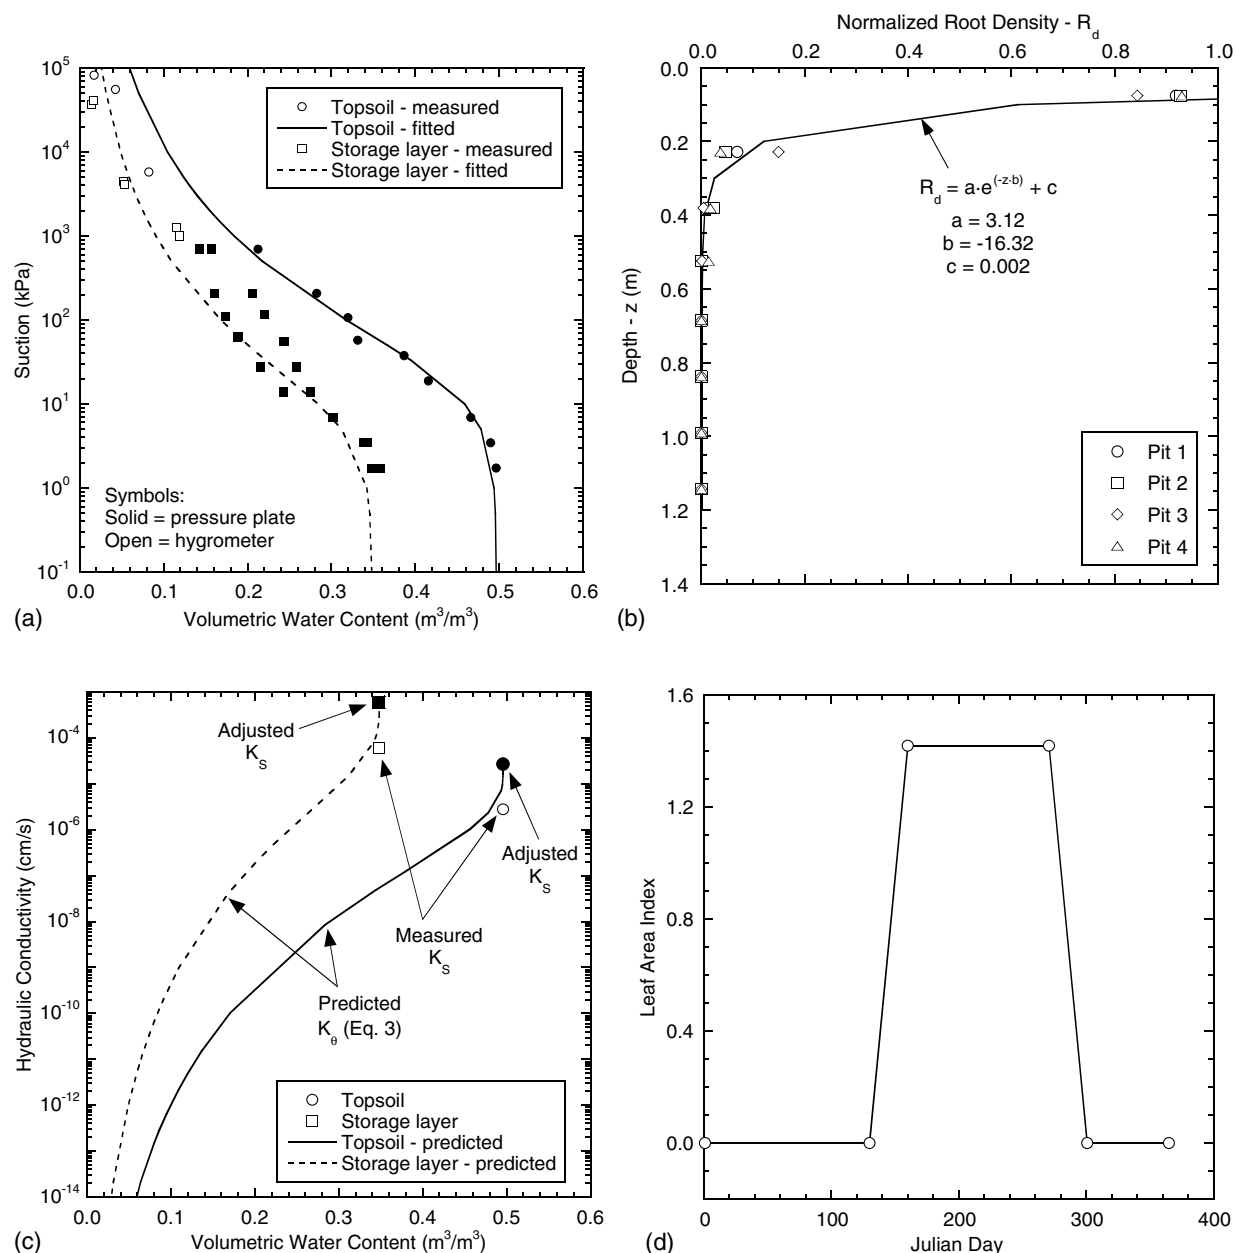 10^5
10^4
10^3
10^2
10^1
10^0
10^-1
Suction (kPa)
Topsoil - measured
Topsoil - fitted
Storage layer - measured
Storage layer - fitted
Symbols:
Solid = pressure plate
Open = hygrometer
0.0 0.1 0.2 0.3 0.4 0.5 0.6
Volumetric Water Content (m^3/m^3)
(a)
Normalized Root Density - R_d
0.0 0.2 0.4 0.6 0.8 1.0
0.0
0.2
0.4
0.6
0.8
1.0
1.2
1.4
Depth - z (m)
R_d = a·e^(-z·b) + c
a = 3.12
b = -16.32
c = 0.002
Pit 1
Pit 2
Pit 3
Pit 4
(b)
10^-4
10^-6
10^-8
10^-10
10^-12
10^-14
Hydraulic Conductivity (cm/s)
Adjusted
K_S
Adjusted
K_S
Measured
K_S
Predicted
K_θ (Eq. 3)
Topsoil
Storage layer
Topsoil - predicted
Storage layer - predicted
0.0 0.1 0.2 0.3 0.4 0.5 0.6
Volumetric Water Content (m^3/m^3)
(c)
1.6
1.2
0.8
0.4
0.0
Leaf Area Index
0 100 200 300 400
Julian Day
(d)